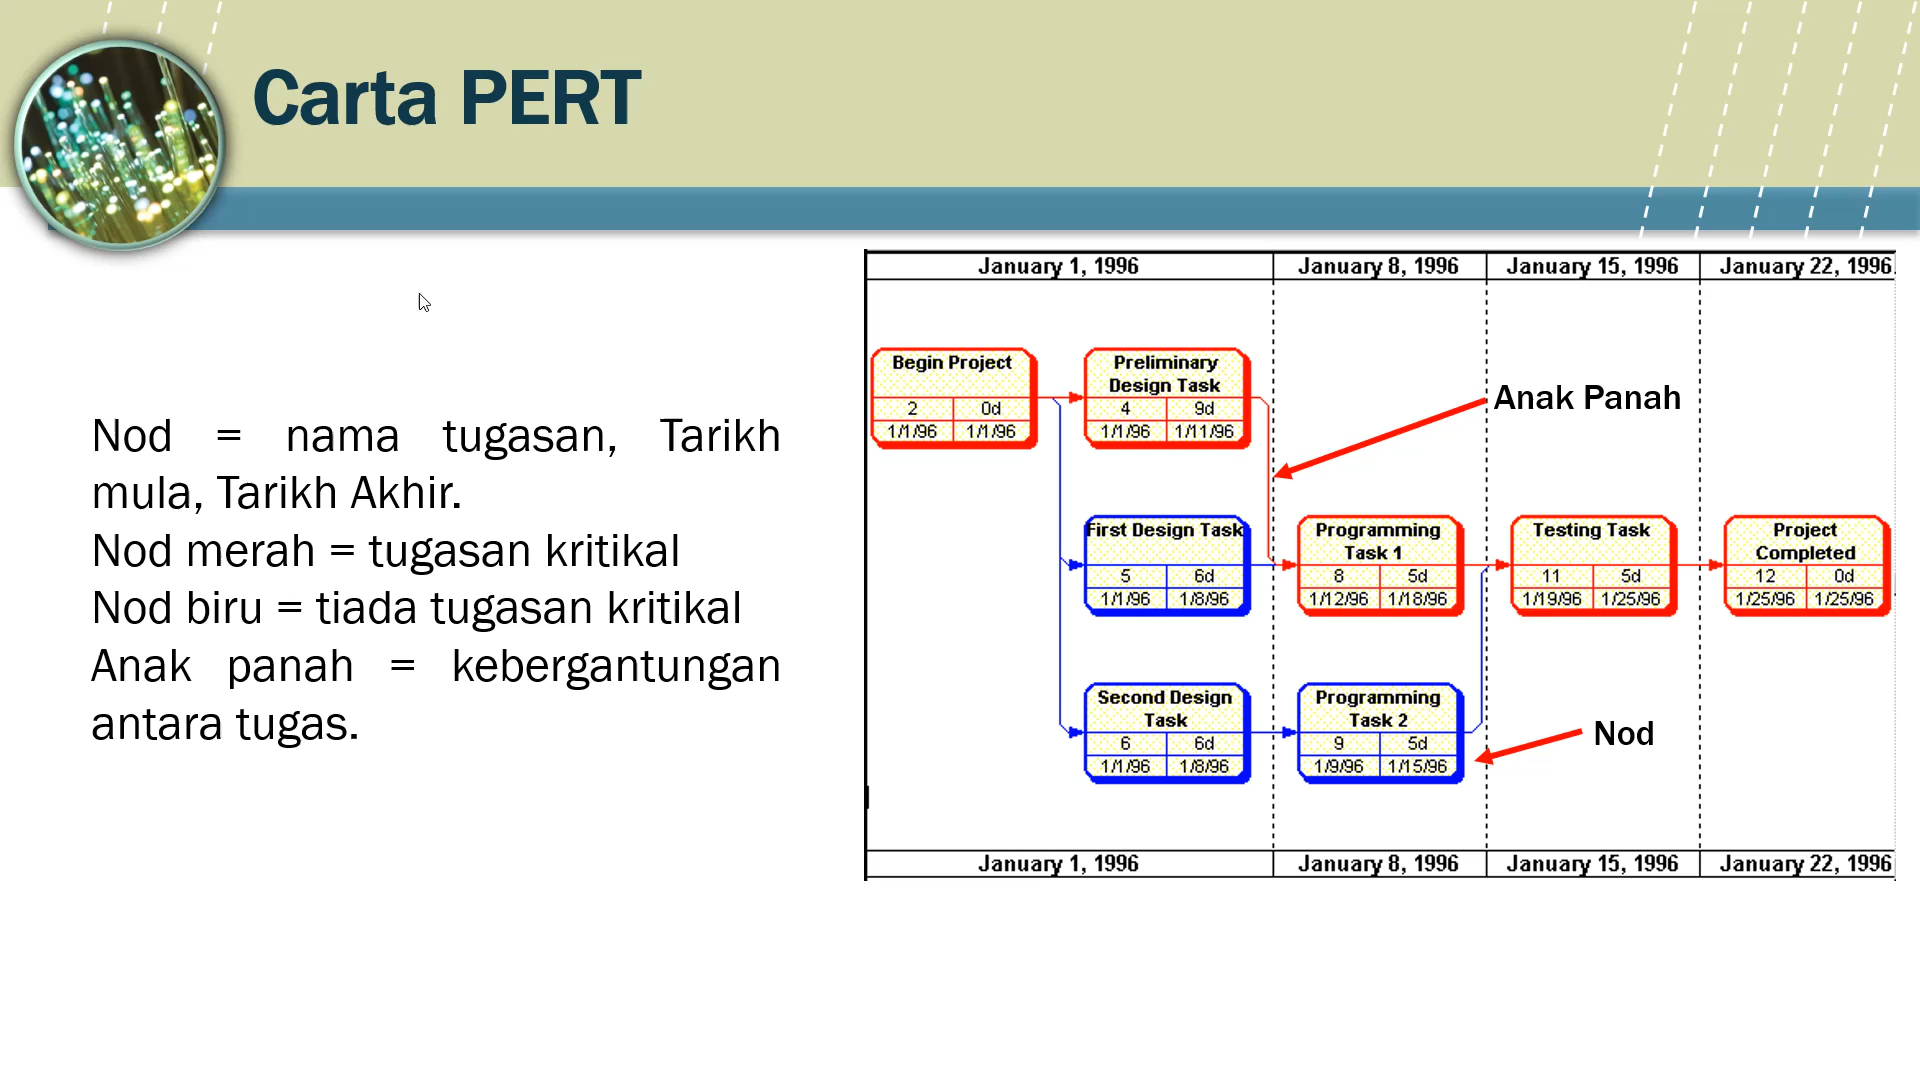 Carta PERT
Nod = nama tugasan, Tarikh
mula, Tarikh Akhir.
Nod merah = tugasan kritikal
Nod biru = tiada tugasan kritikal
Anak panah = kebergantungan
antara tugas.
January 1, 1996 January 8, 1996 January 15, 1996 January 22, 1996
Begin Project
2 0d
1/1/96 1/1/96
Preliminary
Design Task
4 9d
1/1/96 1/11/96
Anak Panah
First Design Task
5 6d
1/1/96 1/8/96
Programming
Task 1
8 5d
1/12/96 1/18/96
Testing Task
11 5d
1/19/96 1/25/96
Project
Completed
12 0d
1/25/96 1/25/96
Second Design
Task
6 6d
1/1/96 1/8/96
Programming
Task 2
9 5d
1/9/96 1/15/96
Nod
January 1, 1996 January 8, 1996 January 15, 1996 January 22, 1996